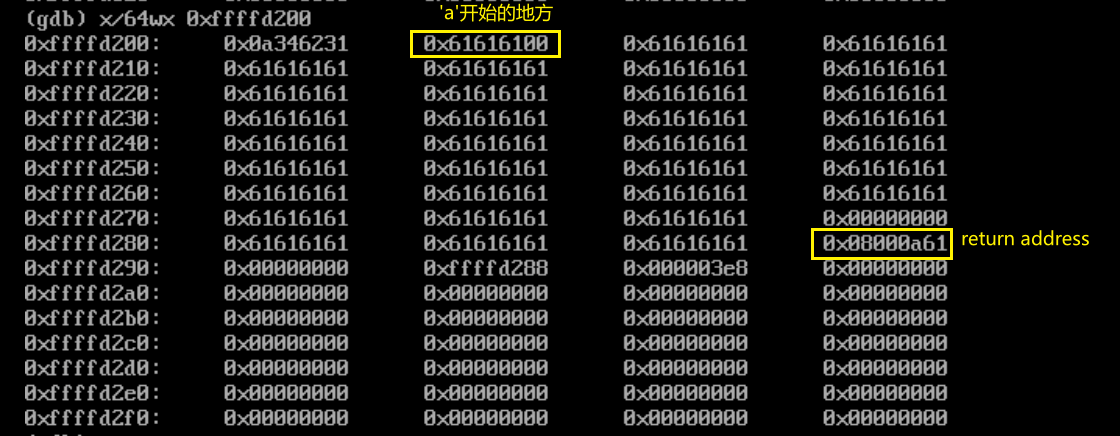 (gdb) x/64wx 0xffffd200
'a'开始的地方
0xffffd200: 0x0a346231 0x61616100 0x61616161 0x61616161
0xffffd210: 0x61616161 0x61616161 0x61616161 0x61616161
0xffffd220: 0x61616161 0x61616161 0x61616161 0x61616161
0xffffd230: 0x61616161 0x61616161 0x61616161 0x61616161
0xffffd240: 0x61616161 0x61616161 0x61616161 0x61616161
0xffffd250: 0x61616161 0x61616161 0x61616161 0x61616161
0xffffd260: 0x61616161 0x61616161 0x61616161 0x61616161
0xffffd270: 0x61616161 0x61616161 0x61616161 0x00000000
0xffffd280: 0x61616161 0x61616161 0x61616161 0x08000a61 return address
0xffffd290: 0x00000000 0xffffd288 0x000003e8 0x00000000
0xffffd2a0: 0x00000000 0x00000000 0x00000000 0x00000000
0xffffd2b0: 0x00000000 0x00000000 0x00000000 0x00000000
0xffffd2c0: 0x00000000 0x00000000 0x00000000 0x00000000
0xffffd2d0: 0x00000000 0x00000000 0x00000000 0x00000000
0xffffd2e0: 0x00000000 0x00000000 0x00000000 0x00000000
0xffffd2f0: 0x00000000 0x00000000 0x00000000 0x00000000